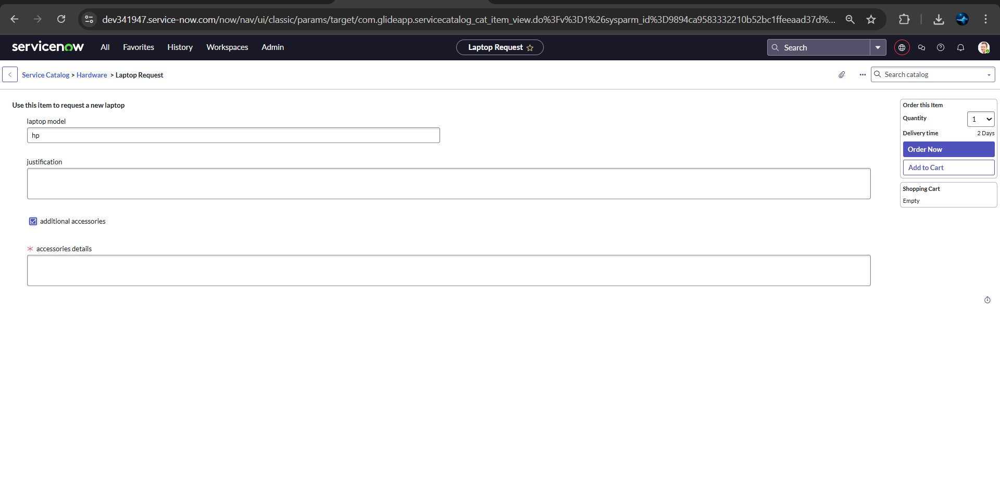 dev341947.service-now.com/now/nav/ui/classic/params/target/com.glideapp.servicecatalog_cat_item_view.do%3Fv%3D1%26sysparm_id%3D9894ca9583332210b52bc1ffeeaad37d%...
servicenow All Favorites History Workspaces Admin Laptop Request Search
< Service Catalog > Hardware > Laptop Request ... Search catalog
Use this item to request a new laptop
laptop model
hp
justification
additional accessories
* accessories details
Order this Item
Quantity 1
Delivery time 2 Days
Order Now
Add to Cart
Shopping Cart
Empty